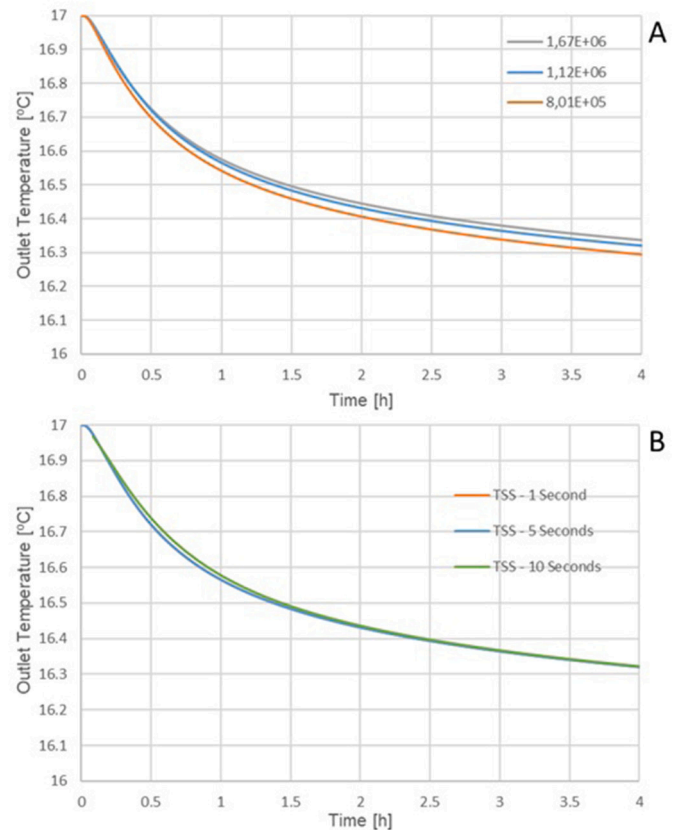 A
17
16.9
16.8
16.7
16.6
16.5
16.4
16.3
16.2
16.1
16
Outlet Temperature [°C]
1,67E+06
1,12E+06
8,01E+05
0 0.5 1 1.5 2 2.5 3 3.5 4
Time [h]
B
17
16.9
16.8
16.7
16.6
16.5
16.4
16.3
16.2
16.1
16
Outlet Temperature [°C]
TSS - 1 Second
TSS - 5 Seconds
TSS - 10 Seconds
0 0.5 1 1.5 2 2.5 3 3.5 4
Time [h]